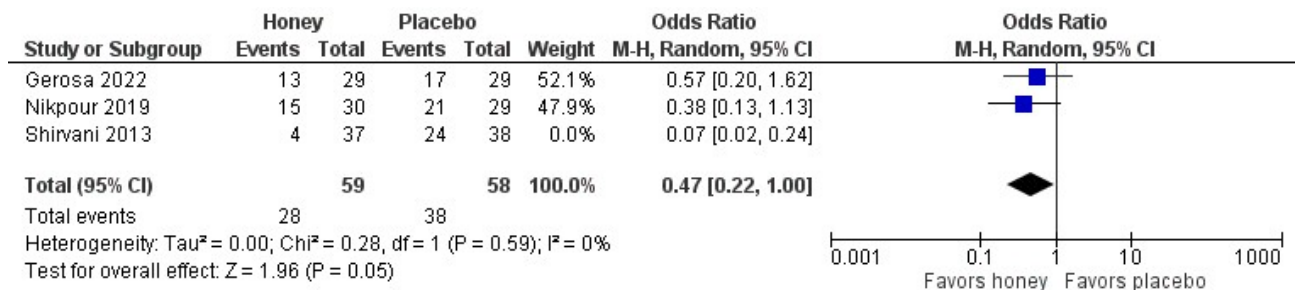 Honey Placebo Odds Ratio Odds Ratio
Study or Subgroup Events Total Events Total Weight M-H, Random, 95% CI M-H, Random, 95% CI
Gerosa 2022 13 29 17 29 52.1% 0.57 [0.20, 1.62]
Nikpour 2019 15 30 21 29 47.9% 0.38 [0.13, 1.13]
Shirvani 2013 4 37 24 38 0.0% 0.07 [0.02, 0.24]
Total (95% CI) 59 58 100.0% 0.47 [0.22, 1.00]
Total events 28 38
Heterogeneity: Tau² = 0.00; Chi² = 0.28, df = 1 (P = 0.59); I² = 0%
Test for overall effect: Z = 1.96 (P = 0.05)
0.001 0.1 1 10 1000
Favors honey Favors placebo